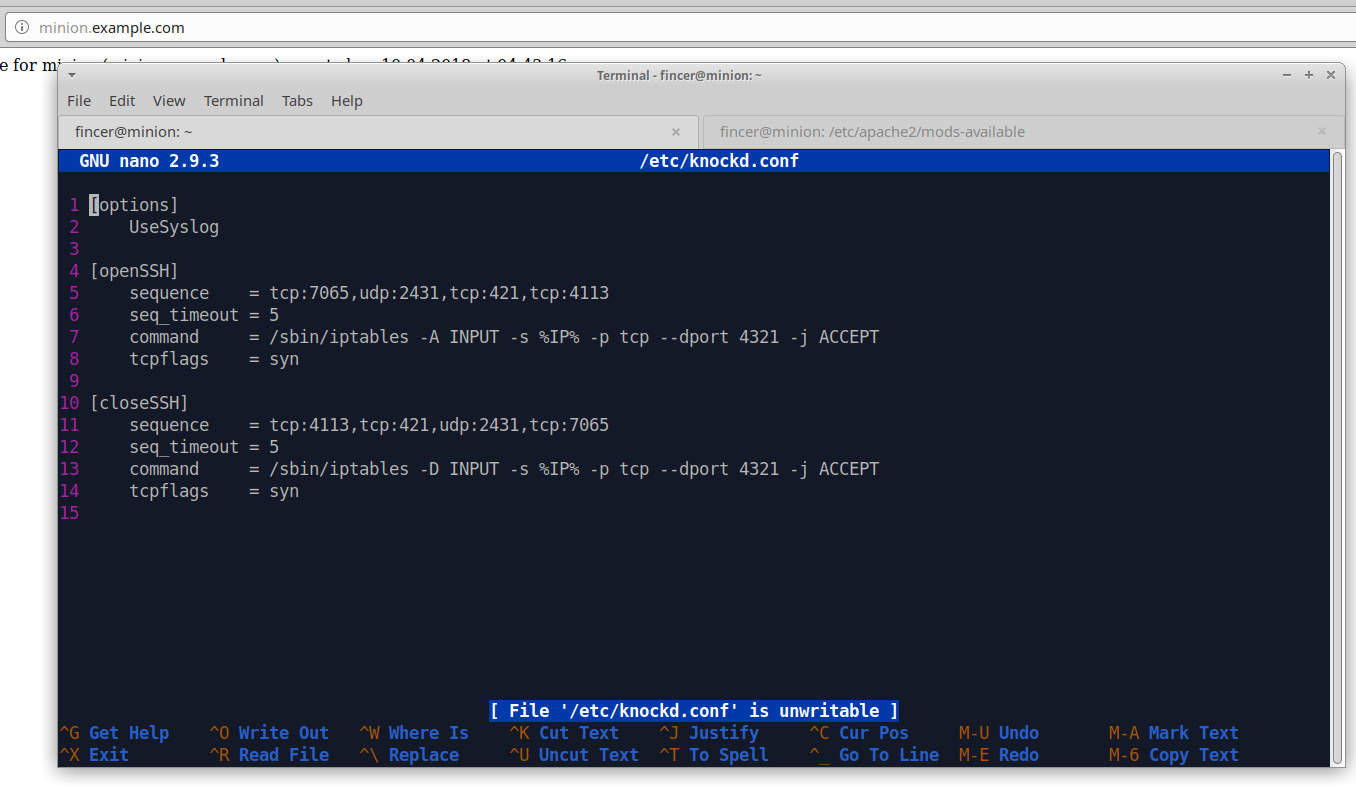 minion.example.com
e for
Terminal - fincer@minion: ~
File Edit View Terminal Tabs Help
fincer@minion: ~ × fincer@minion: /etc/apache2/mods-available ×
GNU nano 2.9.3 /etc/knockd.conf
1 [options]
2     UseSyslog
3
4 [openSSH]
5     sequence    = tcp:7065,udp:2431,tcp:421,tcp:4113
6     seq_timeout = 5
7     command     = /sbin/iptables -A INPUT -s %IP% -p tcp --dport 4321 -j ACCEPT
8     tcpflags    = syn
9
10 [closeSSH]
11     sequence    = tcp:4113,tcp:421,udp:2431,tcp:7065
12     seq_timeout = 5
13     command     = /sbin/iptables -D INPUT -s %IP% -p tcp --dport 4321 -j ACCEPT
14     tcpflags    = syn
15
[ File '/etc/knockd.conf' is unwritable ]
^G Get Help ^O Write Out ^W Where Is ^K Cut Text ^J Justify ^C Cur Pos M-U Undo M-A Mark Text
^X Exit ^R Read File ^\ Replace ^U Uncut Text ^T To Spell ^_ Go To Line M-E Redo M-6 Copy Text